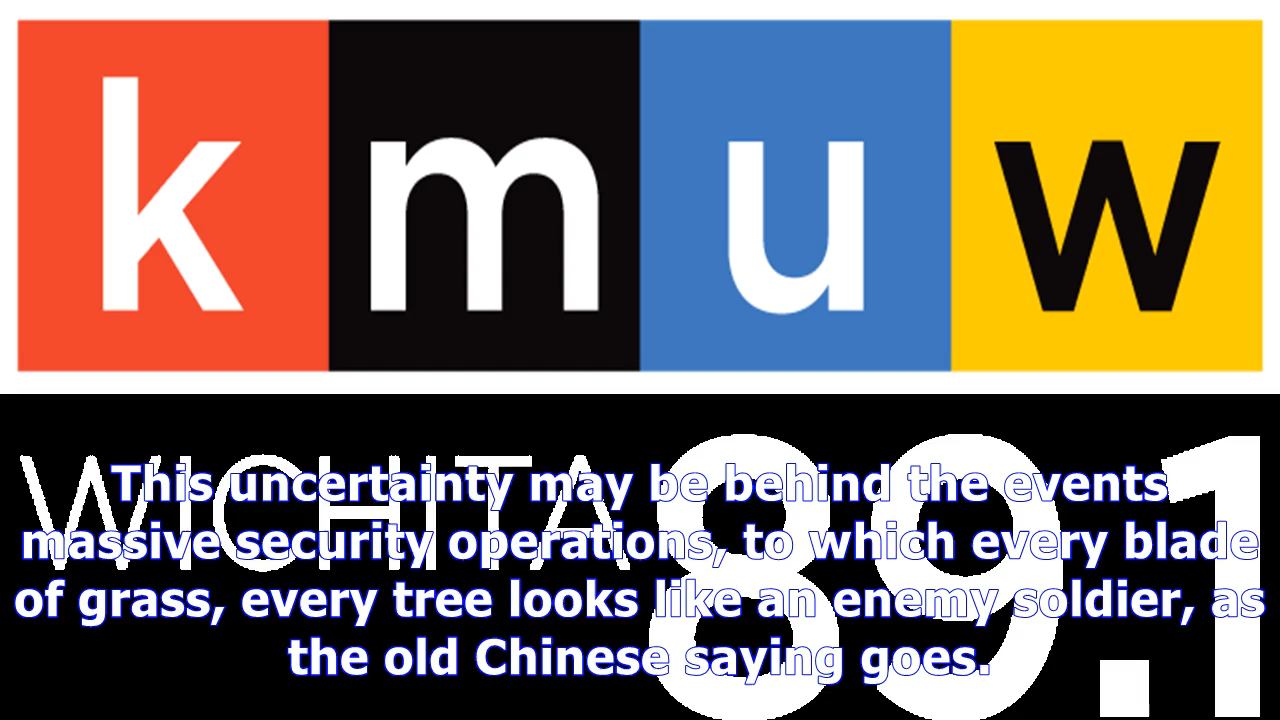 kmuw
WICHITA 89.1
This uncertainty may be behind the events
massive security operations, to which every blade
of grass, every tree looks like an enemy soldier, as
the old Chinese saying goes.